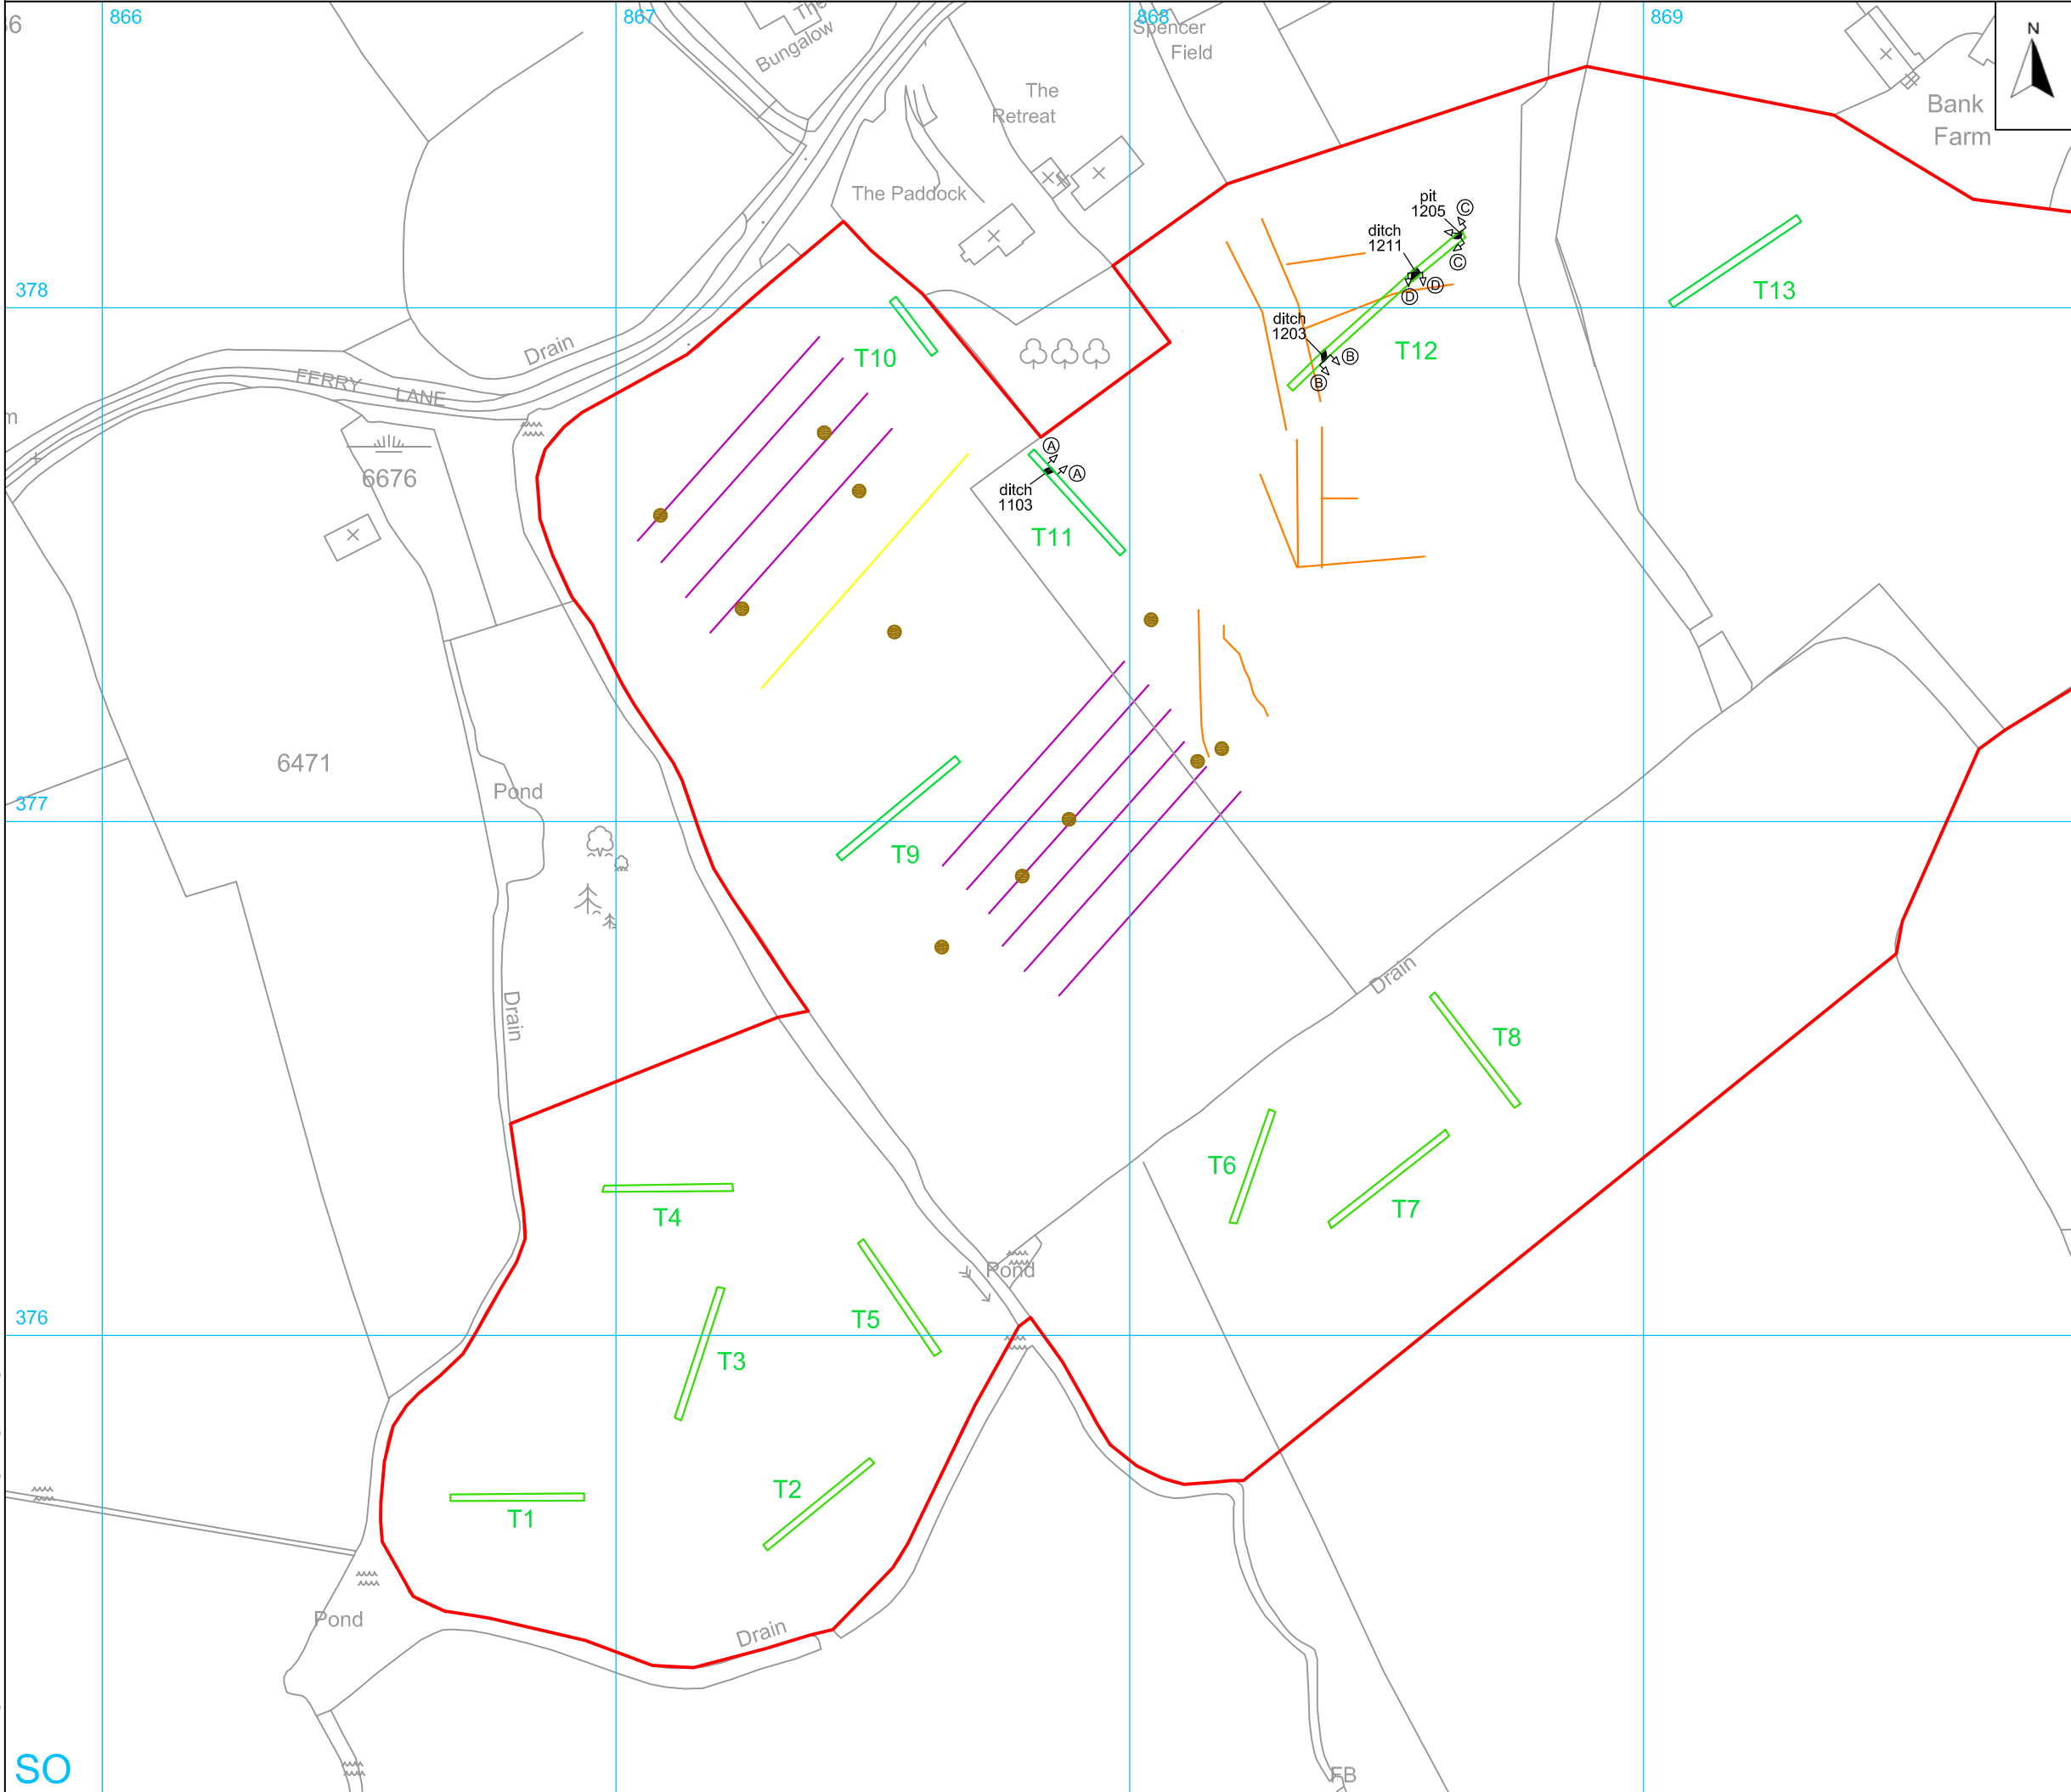 866
867
868
869
The
Bungalow
Spencer
Field
The
Retreat
The Paddock
Bank
Farm
N
pit
1205
C
ditch
1211
C
D
D
378
T13
ditch
1203
B
B
T12
Drain
T10
FERRY LANE
6676
A
A
ditch
1103
T11
6471
Pond
377
T9
Drain
Drain
T8
T6
T7
T4
Pond
T5
376
T3
T2
T1
Drain
Pond
SO
FB